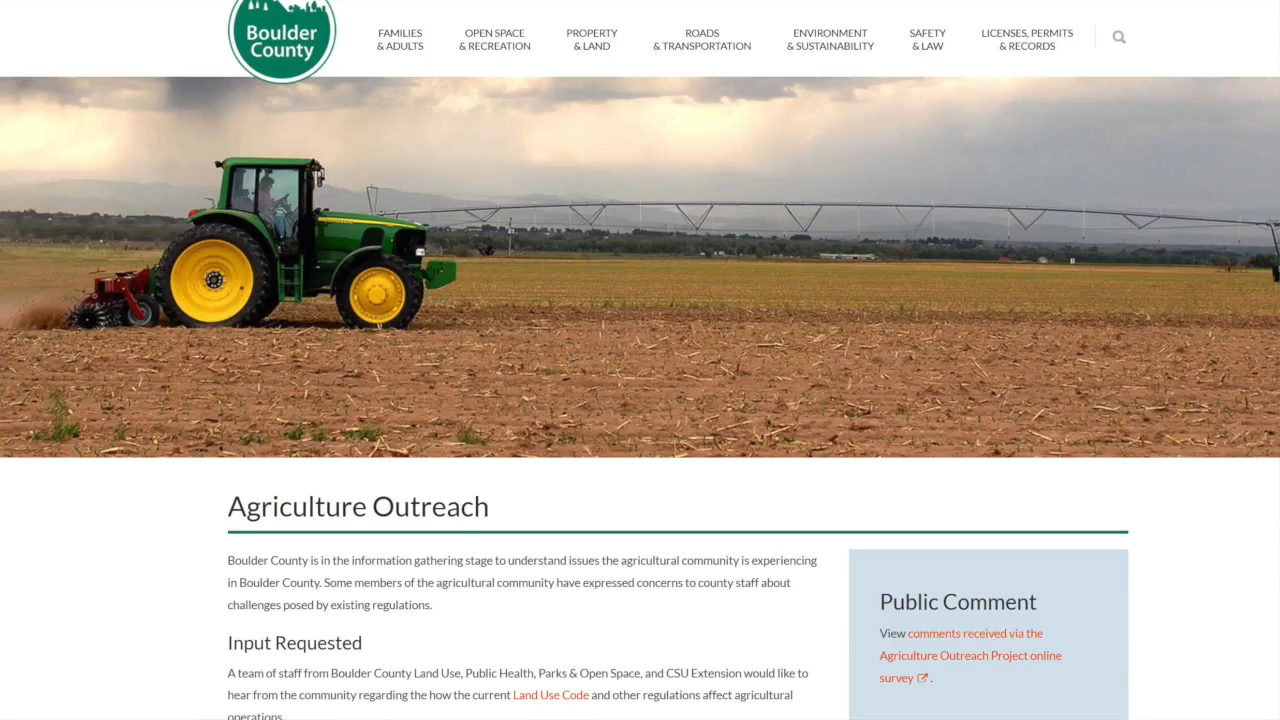 Boulder
County
FAMILIES
& ADULTS
OPEN SPACE
& RECREATION
PROPERTY
& LAND
ROADS
& TRANSPORTATION
ENVIRONMENT
& SUSTAINABILITY
SAFETY
& LAW
LICENSES, PERMITS
& RECORDS
Agriculture Outreach
Boulder County is in the information gathering stage to understand issues the agricultural community is experiencing
in Boulder County. Some members of the agricultural community have expressed concerns to county staff about
challenges posed by existing regulations.
Input Requested
A team of staff from Boulder County Land Use, Public Health, Parks & Open Space, and CSU Extension would like to
hear from the community regarding the how the current Land Use Code and other regulations affect agricultural
operations.
Public Comment
View comments received via the
Agriculture Outreach Project online
survey .